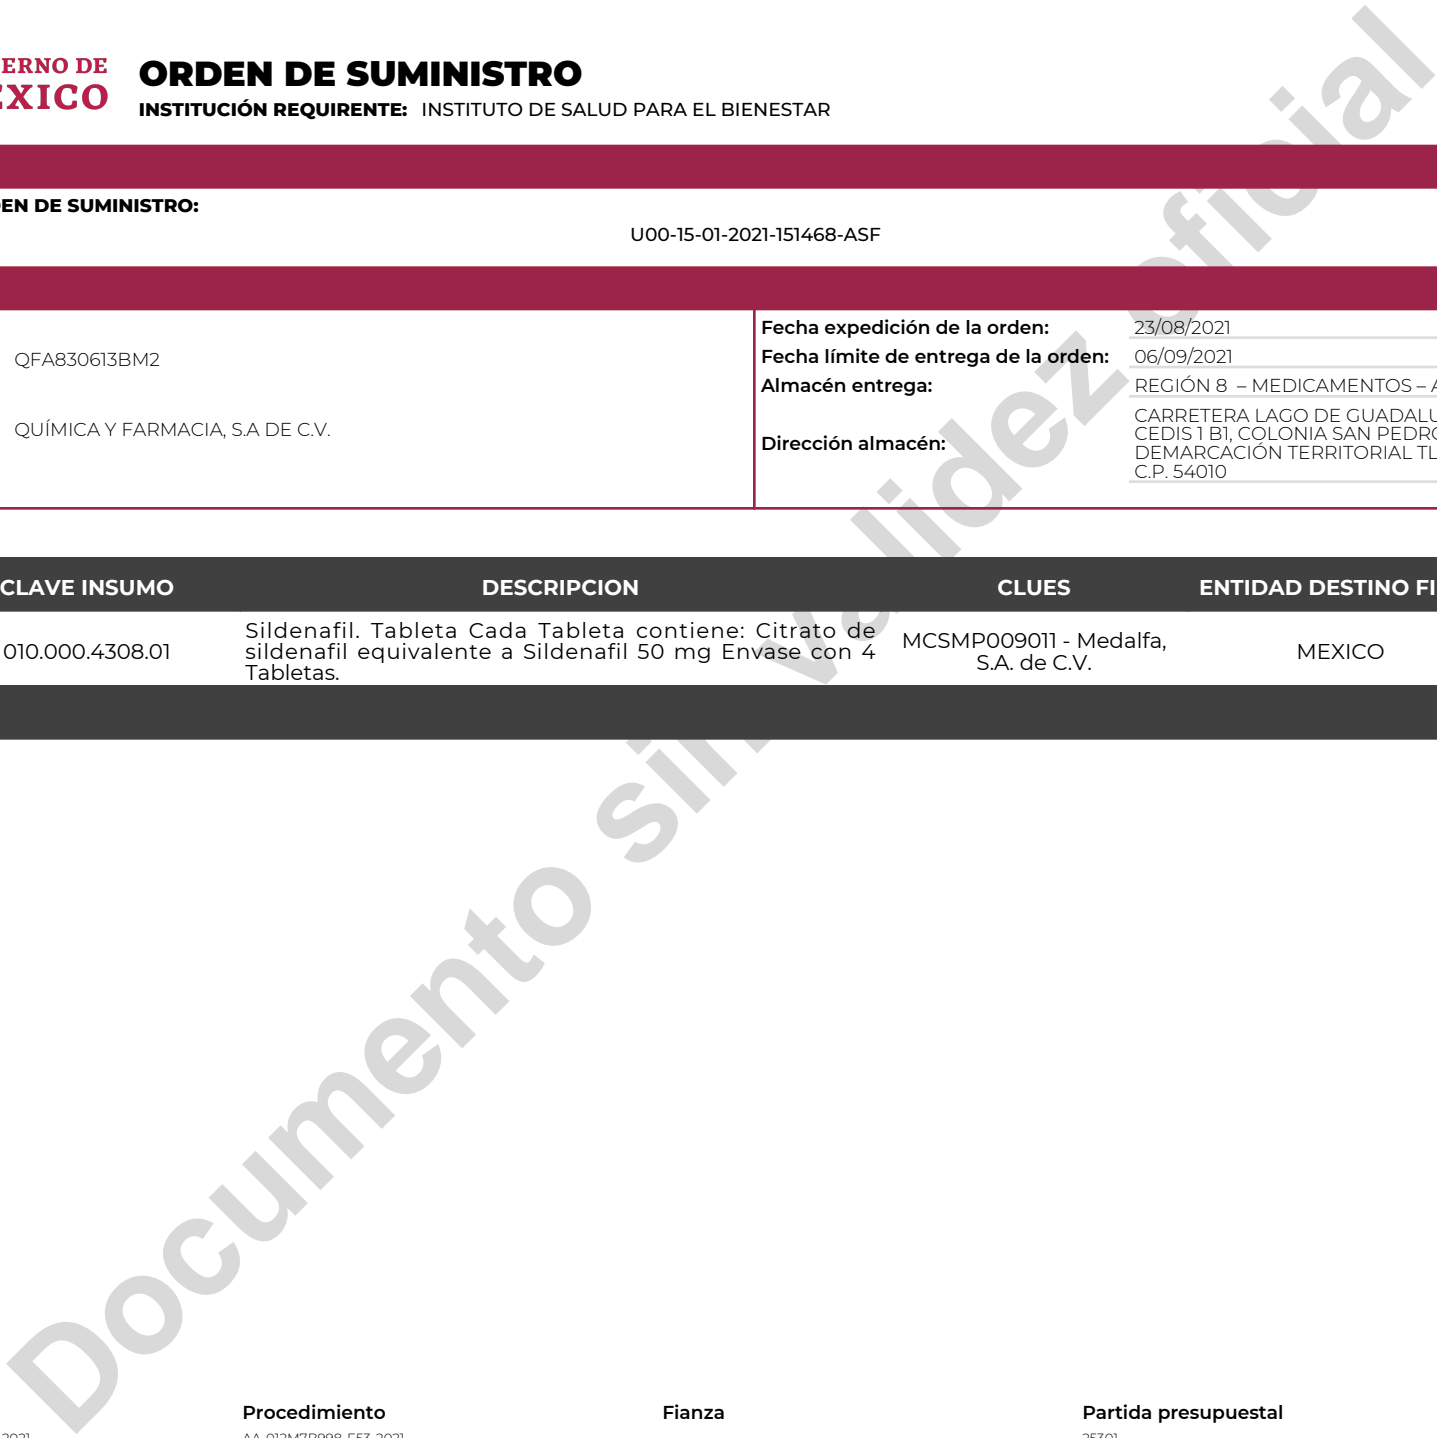 ERNO DE
EXICO
ORDEN DE SUMINISTRO
INSTITUCIÓN REQUIRENTE: INSTITUTO DE SALUD PARA EL BIENESTAR
EN DE SUMINISTRO:
U00-15-01-2021-151468-ASF
QFA830613BM2
QUÍMICA Y FARMACIA, S.A DE C.V.
Fecha expedición de la orden: 23/08/2021
Fecha límite de entrega de la orden: 06/09/2021
Almacén entrega: REGIÓN 8 – MEDICAMENTOS – A
Dirección almacén:
CARRETERA LAGO DE GUADALU
CEDIS 1 B1, COLONIA SAN PEDRO
DEMARCACIÓN TERRITORIAL TL
C.P. 54010
CLAVE INSUMO DESCRIPCION CLUES ENTIDAD DESTINO FI
010.000.4308.01
Sildenafil. Tableta Cada Tableta contiene: Citrato de
sildenafil equivalente a Sildenafil 50 mg Envase con 4
Tabletas.
MCSMP009011 - Medalfa,
S.A. de C.V.
MEXICO
Documento sin validez oficial
Procedimiento Fianza Partida presupuestal